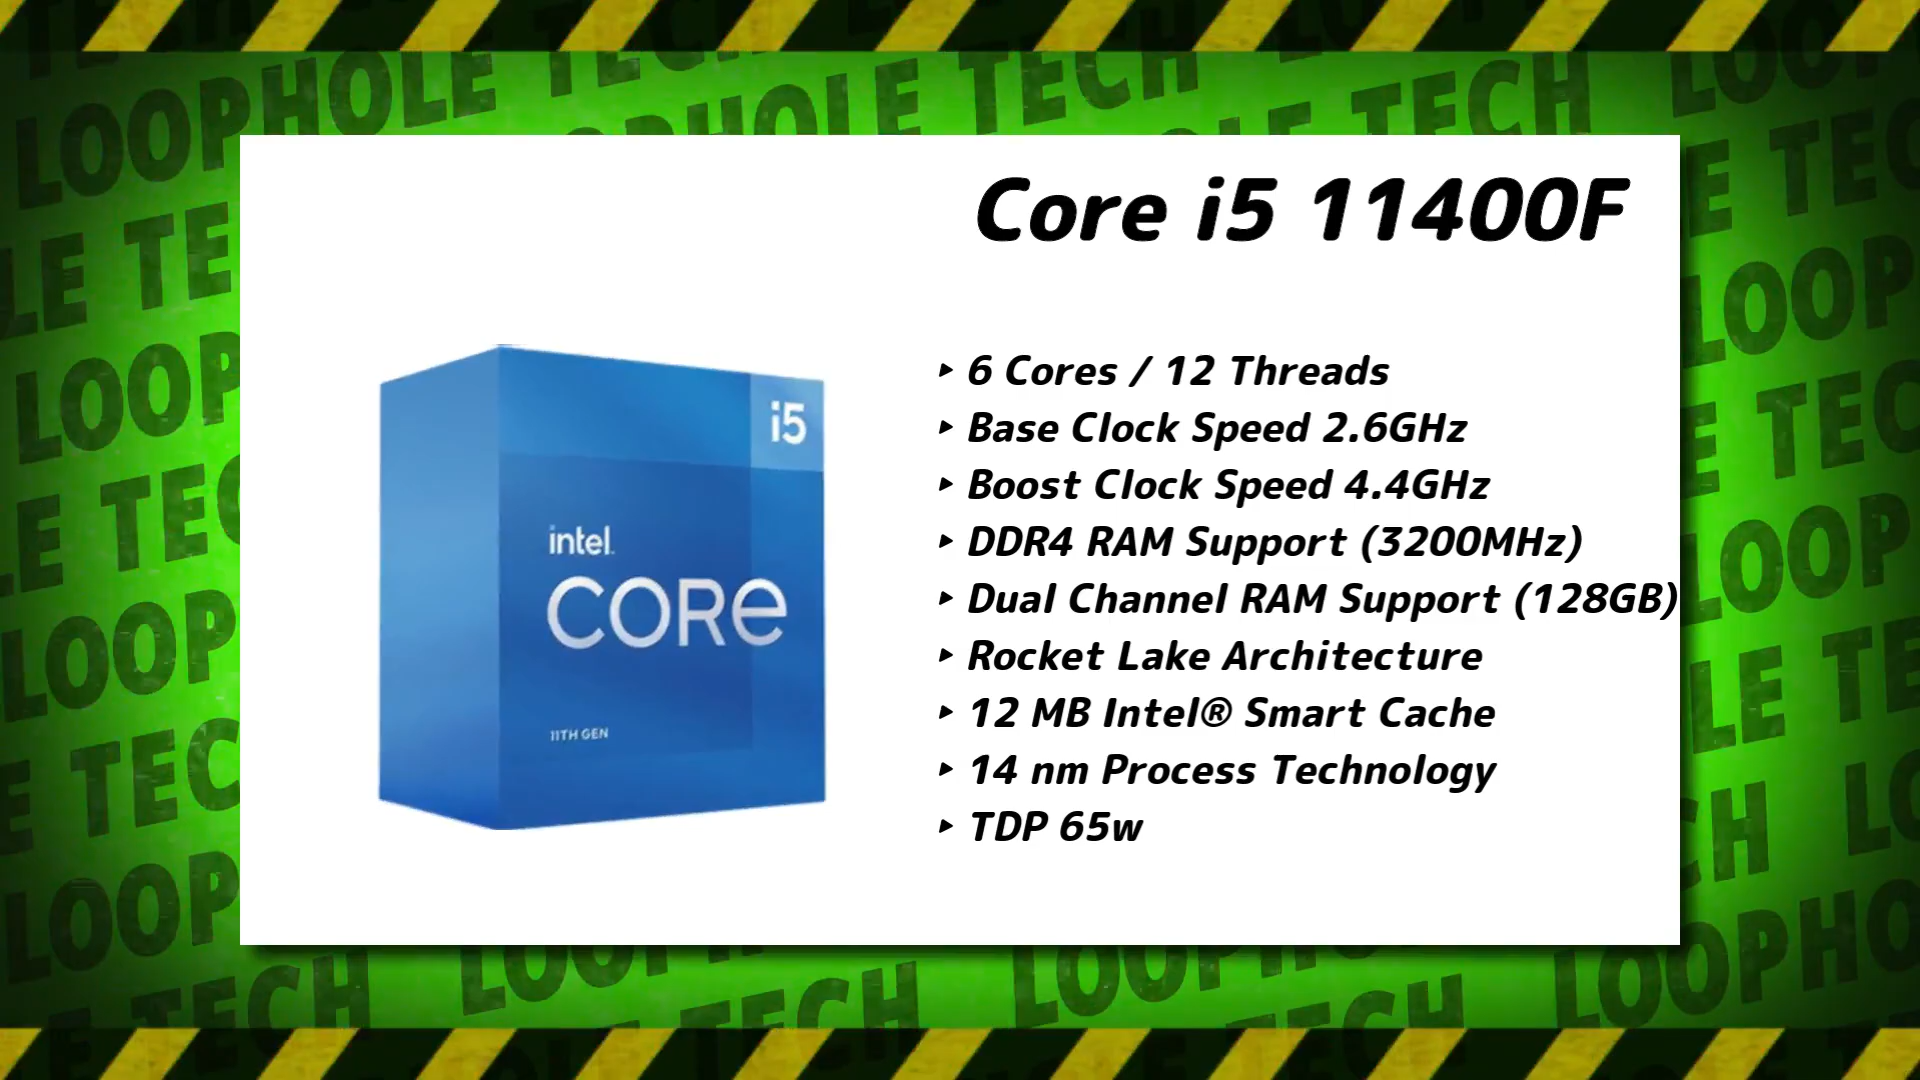 LOOPHOLE TECH
Core i5 11400F
i5
intel.
CORE
11TH GEN
▸ 6 Cores / 12 Threads
▸ Base Clock Speed 2.6GHz
▸ Boost Clock Speed 4.4GHz
▸ DDR4 RAM Support (3200MHz)
▸ Dual Channel RAM Support (128GB)
▸ Rocket Lake Architecture
▸ 12 MB Intel® Smart Cache
▸ 14 nm Process Technology
▸ TDP 65w